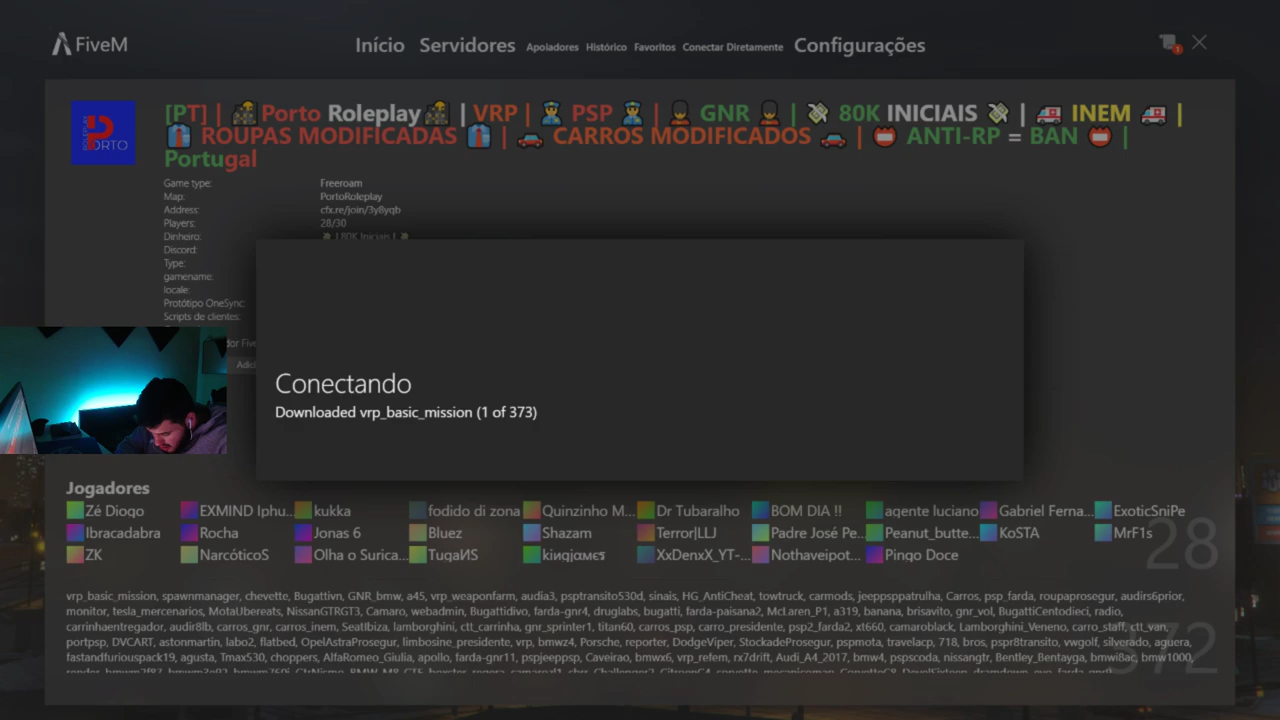 FiveM
Início Servidores Apoiadores Histórico Favoritos Conectar Diretamente Configurações
1
[PT] | Porto Roleplay | VRP | PSP | GNR | 80K INICIAIS | INEM |
ROUPAS MODIFICADAS | CARROS MODIFICADOS | ANTI-RP = BAN |
Portugal
PORTO
Game type: Freeroam
Map: PortoRoleplay
Address: cfx.re/join/3y8yqb
Players: 28/30
Dinheiro: | 80K Iniciais |
Discord:
Type:
gamename:
locale:
Protótipo OneSync:
Scripts de clientes:
Conectando
Downloaded vrp_basic_mission (1 of 373)
Jogadores
Zé Diogo EXMIND Iphu... kukka fodido di zona Quinzinho M... Dr Tubaralho BOM DIA !! agente luciano Gabriel Ferna... ExoticSniPe
Ibracadabra Rocha Jonas 6 Bluez Shazam Terror|LLJ Padre José Pe... Peanut_butte... KoSTA MrF1s
ZK NarcóticoS Olha o Surica... TugaИS kιиgjαмєѕ XxDenxX_YT-... Nothaveipot... Pingo Doce
28
vrp_basic_mission, spawnmanager, chevette, Bugattivn, GNR_bmw, a45, vrp_weaponfarm, audia3, psptransito530d, sinais, HG_AntiCheat, towtruck, carmods, jeeppsppatrulha, Carros, psp_farda, roupaprosegur, audirs6prior,
monitor, tesla_mercenarios, MotaUbereats, NissanGTRGT3, Camaro, webadmin, Bugattidivo, farda-gnr4, druglabs, bugatti, farda-paisana2, McLaren_P1, a319, banana, brisavito, gnr_vol, BugattiCentodieci, radio,
carrinhaentregador, audir8lb, carros_gnr, carros_inem, SeatIbiza, lamborghini, ctt_carrinha, gnr_sprinter1, titan60, carros_psp, carro_presidente, psp2_farda2, xt660, camaroblack, Lamborghini_Veneno, carro_staff, ctt_van,
portpsp, DVCART, astonmartin, labo2, flatbed, OpelAstraProsegur, limbosine_presidente, vrp, bmwz4, Porsche, reporter, DodgeViper, StockadeProsegur, pspmota, travelacp, 718, bros, pspr8transito, vwgolf, silverado, aguera,
fastandfuriouspack19, agusta, Tmax530, choppers, AlfaRomeo_Giulia, apollo, farda-gnr11, pspjeeppsp, Caveirao, bmwx6, vrp_refem, rx7drift, Audi_A4_2017, bmw4, pspscoda, nissangtr, Bentley_Bentayga, bmwi8ac, bmw1000,
372